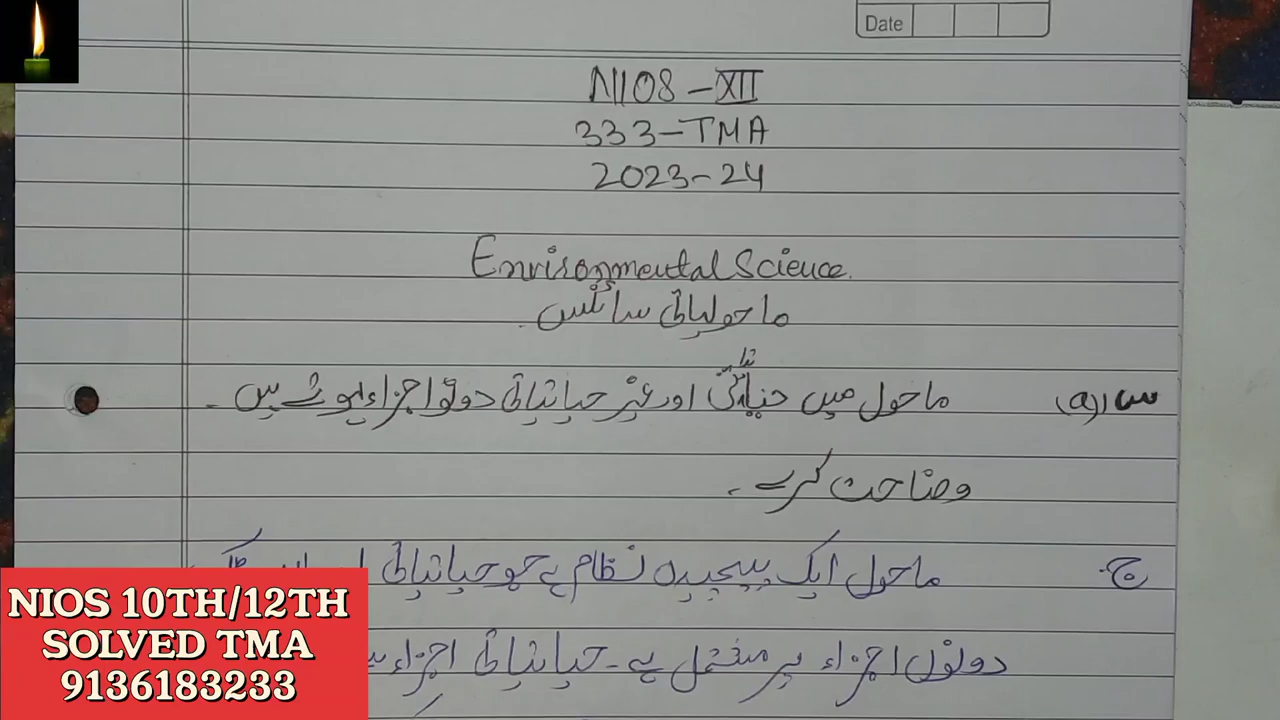 Date
NIOS-XII
333-TMA
2023-24
Environmental Science.
ماحولیاتی سائنس
س1(a) ماحول میں حیاتیاتی اور غیر حیاتیاتی دونوں اجزاء ہوتے ہیں۔
وضاحت کرے۔
ج. ماحول ایک پیچیدہ نظام ہے جو حیاتیاتی
دونوں اجزاء پر مشتمل ہے۔ حیاتیاتی اجزاء
NIOS 10TH/12TH
SOLVED TMA
9136183233